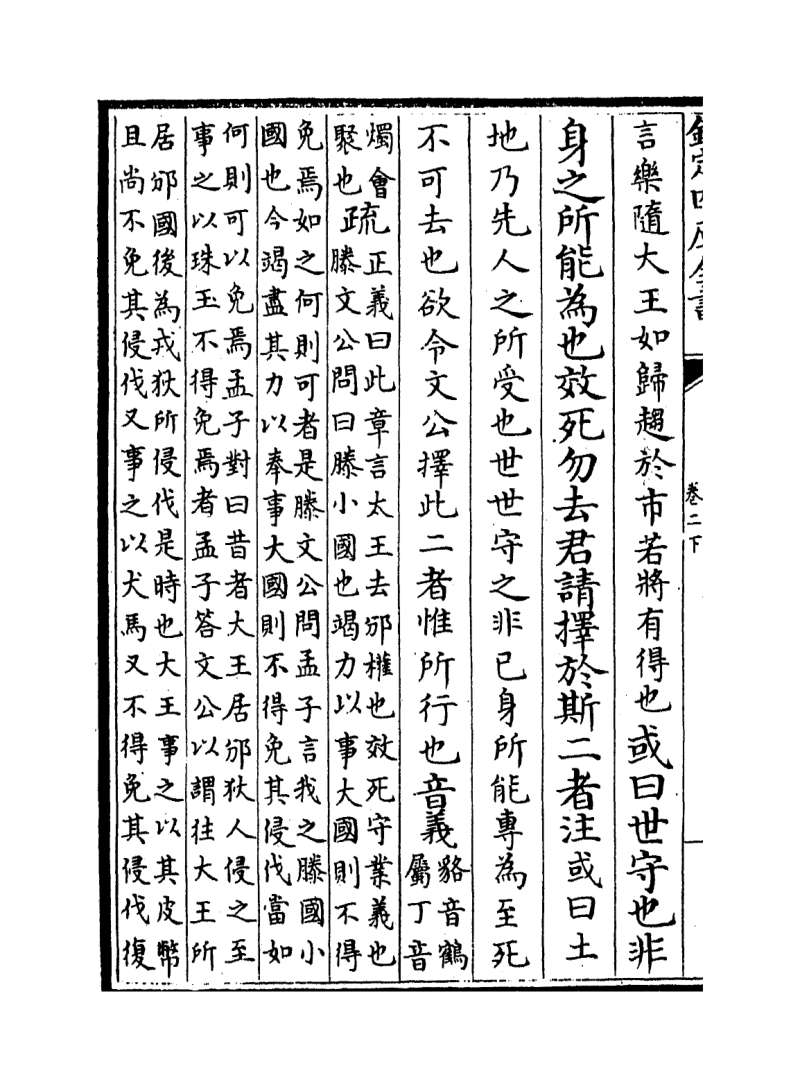 欽定四庫全書
卷二下
言樂隨大王如歸趨於市若將有得也或曰世守也非
身之所能為也效死勿去君請擇於斯二者注或曰土
地乃先人之所受也世世守之非已身所能專為至死
不可去也欲令文公擇此二者惟所行也音義貉音鶴
屬丁音
燭會
聚也疏正義曰此章言太王去邠權也效死守業義也
滕文公問曰滕小國也竭力以事大國則不得
免焉如之何則可者是滕文公問孟子言我之滕國小
國也今竭盡其力以奉事大國則不得免其侵伐當如
何則可以免焉孟子對曰昔者大王居邠狄人侵之至
事之以珠玉不得免焉者孟子答文公以謂往大王所
居邠國後為戎狄所侵伐是時也大王事之以其皮幣
且尚不免其侵伐又事之以犬馬又不得免其侵伐復